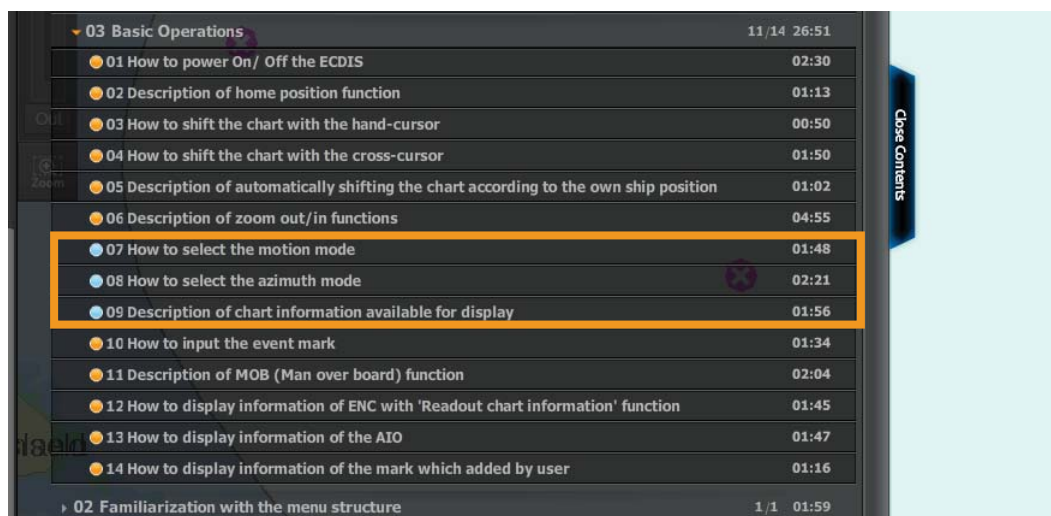 03 Basic Operations 11/14 26:51
01 How to power On/ Off the ECDIS 02:30
02 Description of home position function 01:13
Out
03 How to shift the chart with the hand-cursor 00:50
04 How to shift the chart with the cross-cursor 01:50
Zoom
05 Description of automatically shifting the chart according to the own ship position 01:02
06 Description of zoom out/in functions 04:55
07 How to select the motion mode 01:48
08 How to select the azimuth mode 02:21
09 Description of chart information available for display 01:56
10 How to input the event mark 01:34
11 Description of MOB (Man over board) function 02:04
12 How to display information of ENC with 'Readout chart information' function 01:45
13 How to display information of the AIO 01:47
14 How to display information of the mark which added by user 01:16
02 Familiarization with the menu structure 1/1 01:59
Close Contents